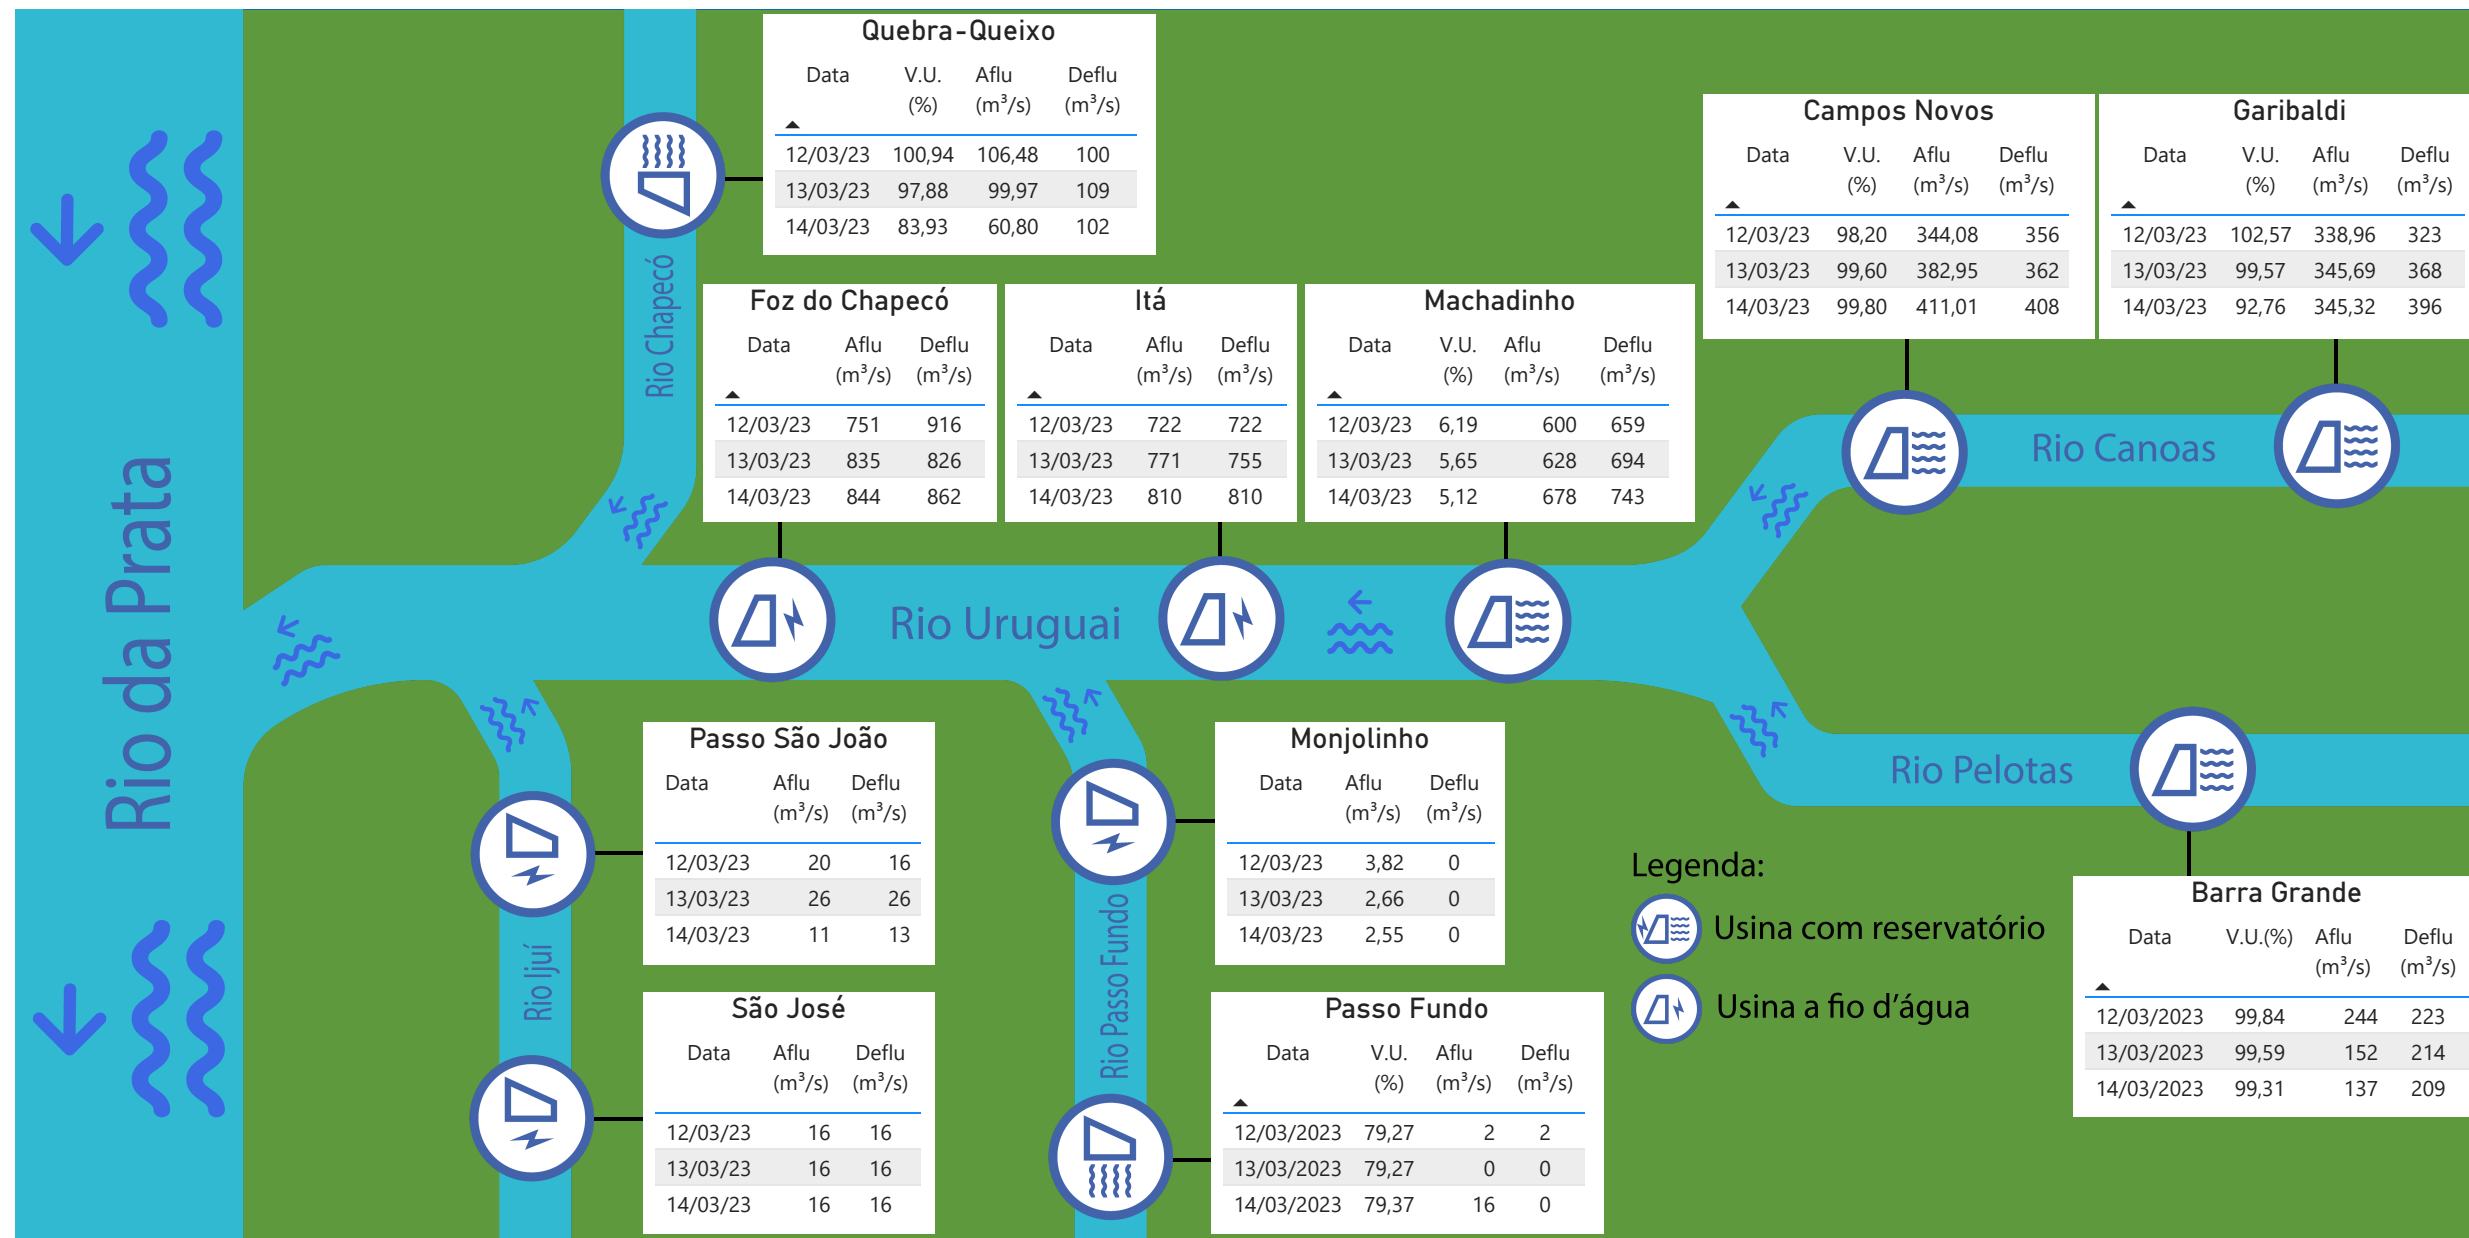 Quebra-Queixo
Data V.U. (%) Aflu (m³/s) Deflu (m³/s)
12/03/23 100,94 106,48 100
13/03/23 97,88 99,97 109
14/03/23 83,93 60,80 102
Campos Novos
Data V.U. (%) Aflu (m³/s) Deflu (m³/s)
12/03/23 98,20 344,08 356
13/03/23 99,60 382,95 362
14/03/23 99,80 411,01 408
Garibaldi
Data V.U. (%) Aflu (m³/s) Deflu (m³/s)
12/03/23 102,57 338,96 323
13/03/23 99,57 345,69 368
14/03/23 92,76 345,32 396
Foz do Chapecó
Data Aflu (m³/s) Deflu (m³/s)
12/03/23 751 916
13/03/23 835 826
14/03/23 844 862
Itá
Data Aflu (m³/s) Deflu (m³/s)
12/03/23 722 722
13/03/23 771 755
14/03/23 810 810
Machadinho
Data V.U. (%) Aflu (m³/s) Deflu (m³/s)
12/03/23 6,19 600 659
13/03/23 5,65 628 694
14/03/23 5,12 678 743
Rio Chapecó
Rio Canoas
Rio da Prata
Rio Uruguai
Rio Pelotas
Passo São João
Data Aflu (m³/s) Deflu (m³/s)
12/03/23 20 16
13/03/23 26 26
14/03/23 11 13
Monjolinho
Data Aflu (m³/s) Deflu (m³/s)
12/03/23 3,82 0
13/03/23 2,66 0
14/03/23 2,55 0
Rio Ijuí
Rio Passo Fundo
Legenda:
Usina com reservatório
Usina a fio d’água
Barra Grande
Data V.U.(%) Aflu (m³/s) Deflu (m³/s)
12/03/2023 99,84 244 223
13/03/2023 99,59 152 214
14/03/2023 99,31 137 209
São José
Data Aflu (m³/s) Deflu (m³/s)
12/03/23 16 16
13/03/23 16 16
14/03/23 16 16
Passo Fundo
Data V.U. (%) Aflu (m³/s) Deflu (m³/s)
12/03/2023 79,27 2 2
13/03/2023 79,27 0 0
14/03/2023 79,37 16 0